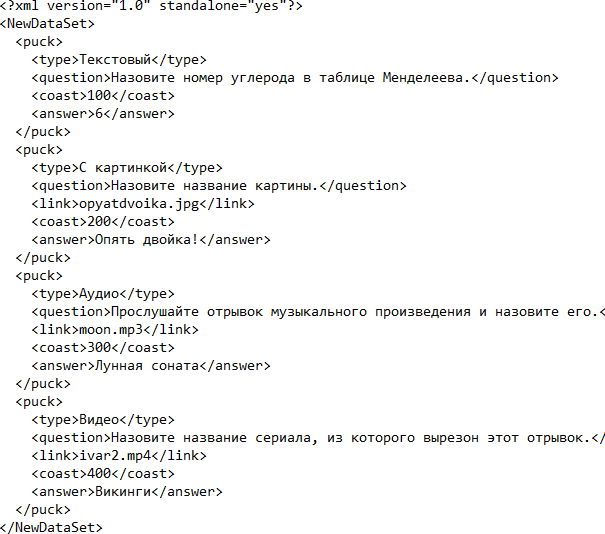 <?xml version="1.0" standalone="yes"?>
<NewDataSet>
<puck>
<type>Текстовый</type>
<question>Назовите номер углерода в таблице Менделеева.</question>
<coast>100</coast>
<answer>6</answer>
</puck>
<puck>
<type>С картинкой</type>
<question>Назовите название картины.</question>
<link>opyatdvoika.jpg</link>
<coast>200</coast>
<answer>Опять двойка!</answer>
</puck>
<puck>
<type>Аудио</type>
<question>Прослушайте отрывок музыкального произведения и назовите его.<
<link>moon.mp3</link>
<coast>300</coast>
<answer>Лунная соната</answer>
</puck>
<puck>
<type>Видео</type>
<question>Назовите название сериала, из которого вырезон этот отрывок.</
<link>ivar2.mp4</link>
<coast>400</coast>
<answer>Викинги</answer>
</puck>
</NewDataSet>